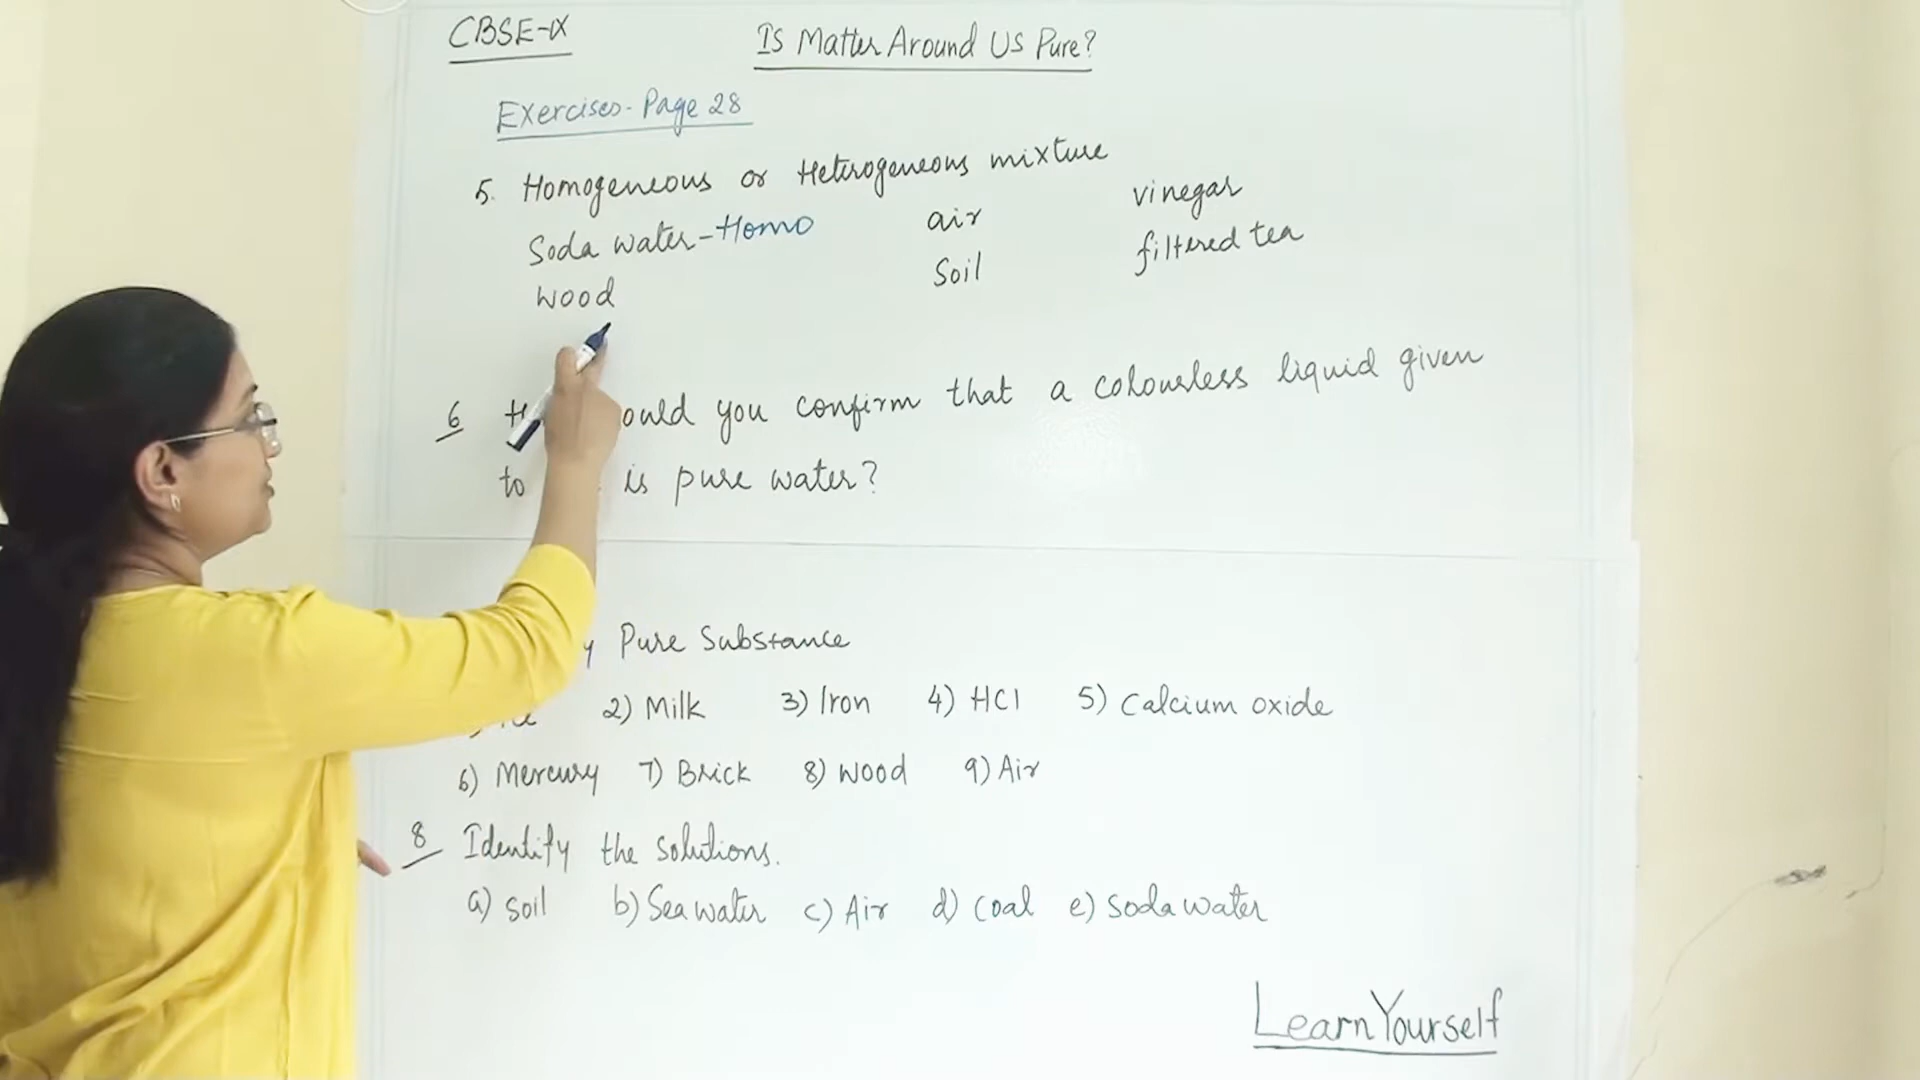 CBSE-IX
Is Matter Around Us Pure?
Exercises - Page 28
5. Homogeneous or Heterogeneous mixture
Soda water - Homo air vinegar
Wood Soil filtered tea
6 would you confirm that a colourless liquid given
to is pure water?
Pure Substance
2) Milk 3) Iron 4) HCl 5) Calcium oxide
6) Mercury 7) Brick 8) Wood 9) Air
8 Identify the solutions.
a) Soil b) Sea water c) Air d) Coal e) Soda water
LearnYourself